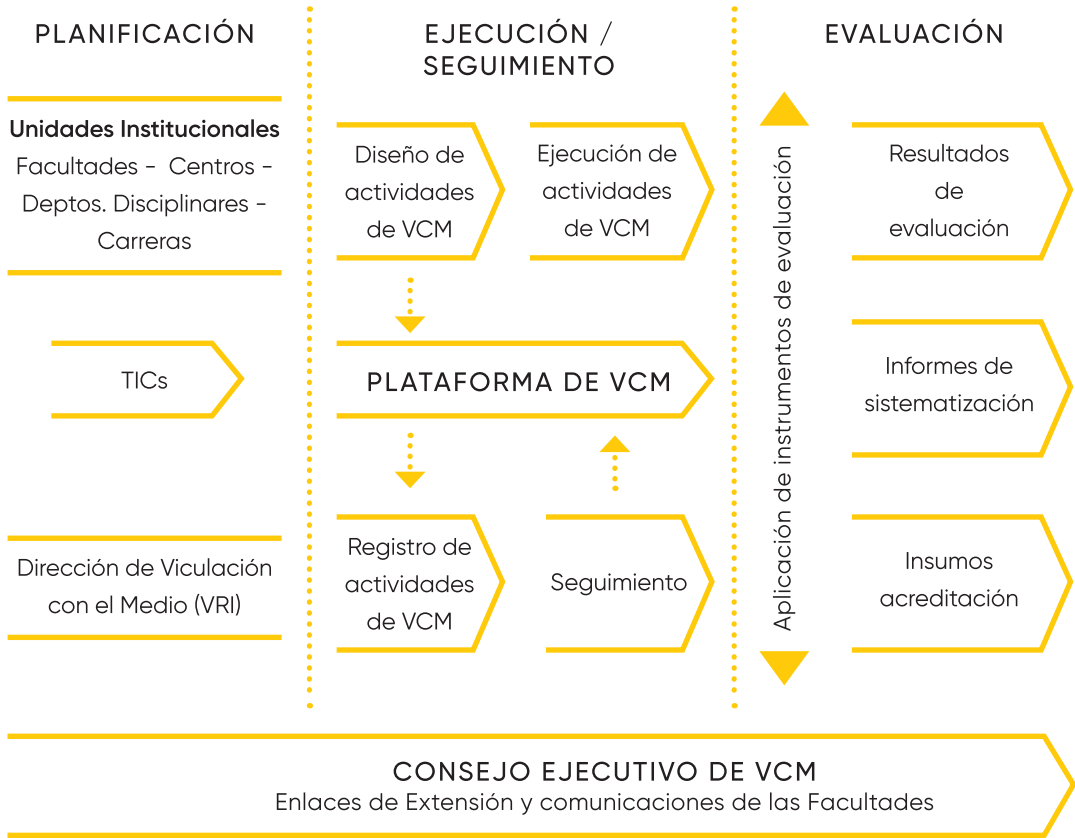 PLANIFICACIÓN
Unidades Institucionales
Facultades - Centros -
Deptos. Disciplinares -
Carreras
TICs
Dirección de Viculación
con el Medio (VRI)
EJECUCIÓN /
SEGUIMIENTO
Diseño de
actividades
de VCM
Ejecución de
actividades
de VCM
PLATAFORMA DE VCM
Registro de
actividades
de VCM
Seguimiento
EVALUACIÓN
Aplicación de instrumentos de evaluación
Resultados
de
evaluación
Informes de
sistematización
Insumos
acreditación
CONSEJO EJECUTIVO DE VCM
Enlaces de Extensión y comunicaciones de las Facultades